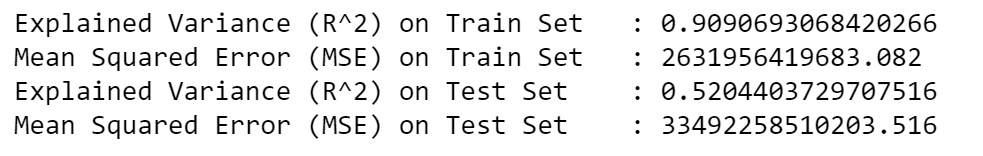 Explained Variance (R^2) on Train Set : 0.9090693068420266
Mean Squared Error (MSE) on Train Set : 2631956419683.082
Explained Variance (R^2) on Test Set : 0.5204403729707516
Mean Squared Error (MSE) on Test Set : 33492258510203.516